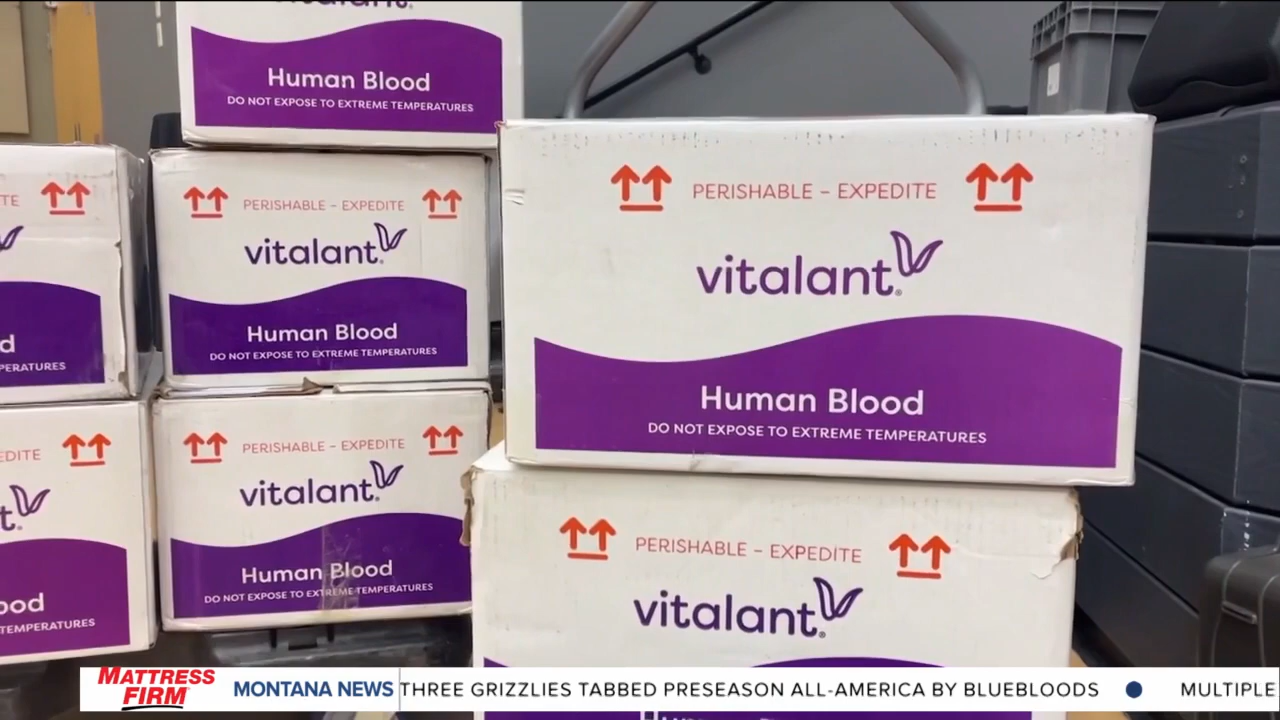 Human Blood
DO NOT EXPOSE TO EXTREME TEMPERATURES
PERISHABLE – EXPEDITE
vitalant
Human Blood
DO NOT EXPOSE TO EXTREME TEMPERATURES
PERISHABLE – EXPEDITE
vitalant
Human Blood
DO NOT EXPOSE TO EXTREME TEMPERATURES
PERISHABLE – EXPEDITE
vitalant
Human Blood
DO NOT EXPOSE TO EXTREME TEMPERATURES
PERISHABLE – EXPEDITE
vitalant
MATTRESS
FIRM
MONTANA NEWS THREE GRIZZLIES TABBED PRESEASON ALL-AMERICA BY BLUEBLOODS • MULTIPLE